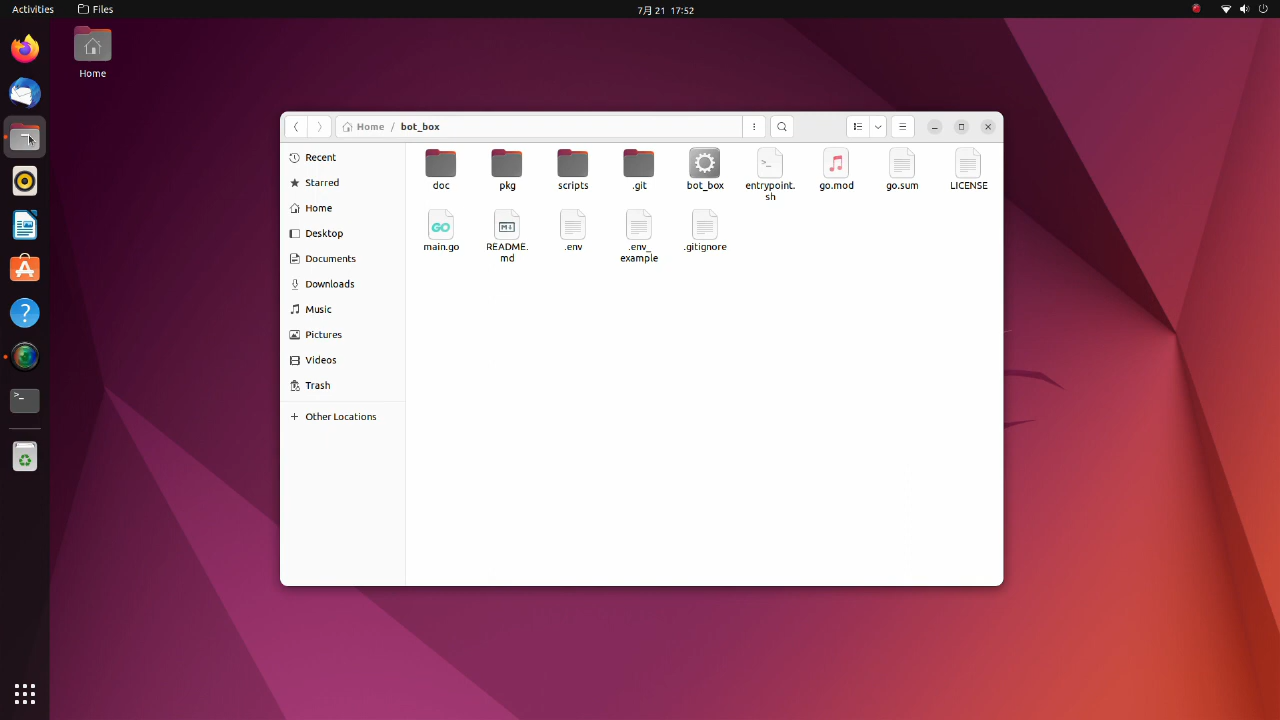 Activities
Files
7月 21 17:52
Home
Home / bot_box
Recent
Starred
Home
Desktop
Documents
Downloads
Music
Pictures
Videos
Trash
Other Locations
doc
pkg
scripts
.git
bot_box
entrypoint.
sh
go.mod
go.sum
LICENSE
GO
main.go
README.
md
.env
.env_
example
.gitignore